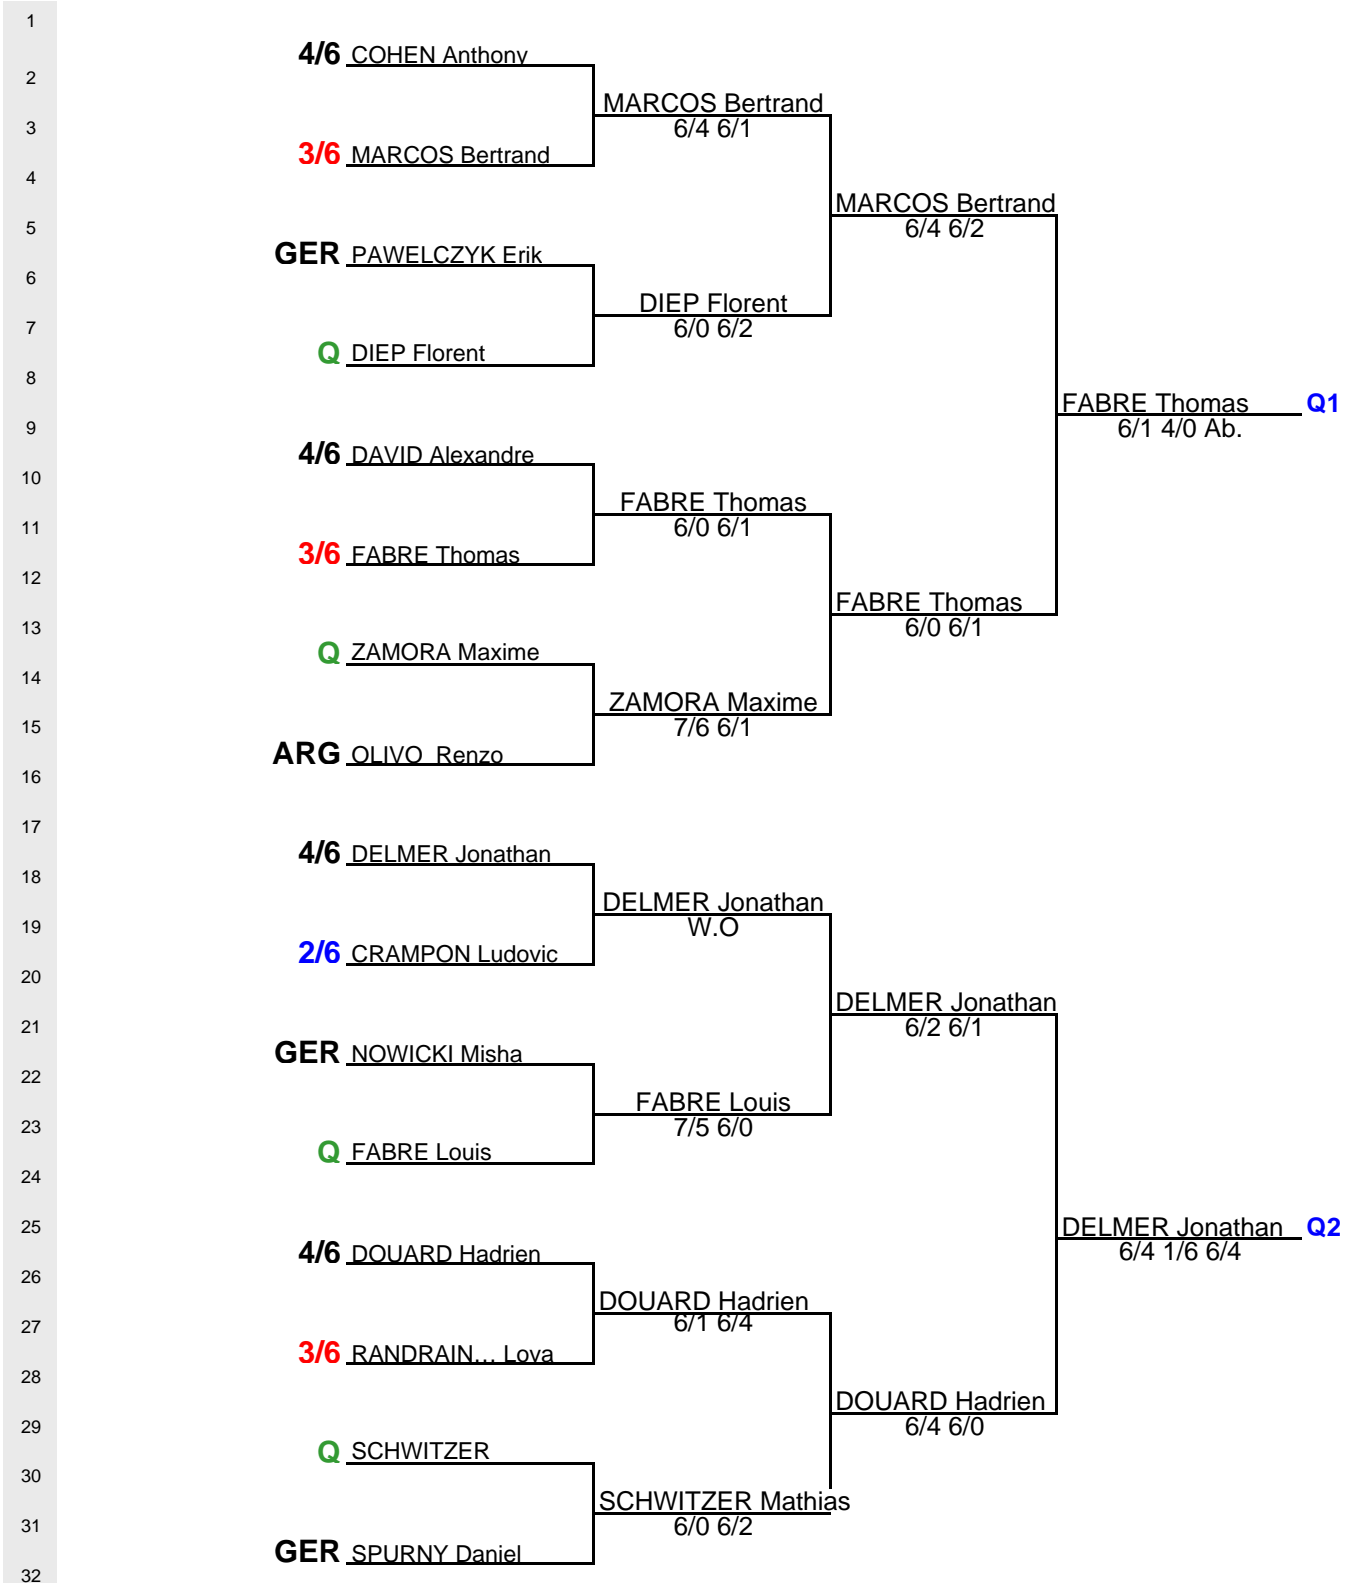 1
4/6 COHEN Anthony
2
MARCOS Bertrand
3
6/4 6/1
3/6 MARCOS Bertrand
4
MARCOS Bertrand
5
6/4 6/2
GER PAWELCZYK Erik
6
DIEP Florent
7
6/0 6/2
Q DIEP Florent
8
FABRE Thomas Q1
9
6/1 4/0 Ab.
4/6 DAVID Alexandre
10
FABRE Thomas
11
6/0 6/1
3/6 FABRE Thomas
12
FABRE Thomas
13
6/0 6/1
Q ZAMORA Maxime
14
ZAMORA Maxime
15
7/6 6/1
ARG OLIVO Renzo
16
17
4/6 DELMER Jonathan
18
DELMER Jonathan
19
W.O
2/6 CRAMPON Ludovic
20
DELMER Jonathan
21
6/2 6/1
GER NOWICKI Misha
22
FABRE Louis
23
7/5 6/0
Q FABRE Louis
24
25
DELMER Jonathan Q2
6/4 1/6 6/4
4/6 DOUARD Hadrien
26
DOUARD Hadrien
27
6/1 6/4
3/6 RANDRAIN... Lova
28
DOUARD Hadrien
29
6/4 6/0
Q SCHWITZER
30
SCHWITZER Mathias
31
6/0 6/2
GER SPURNY Daniel
32